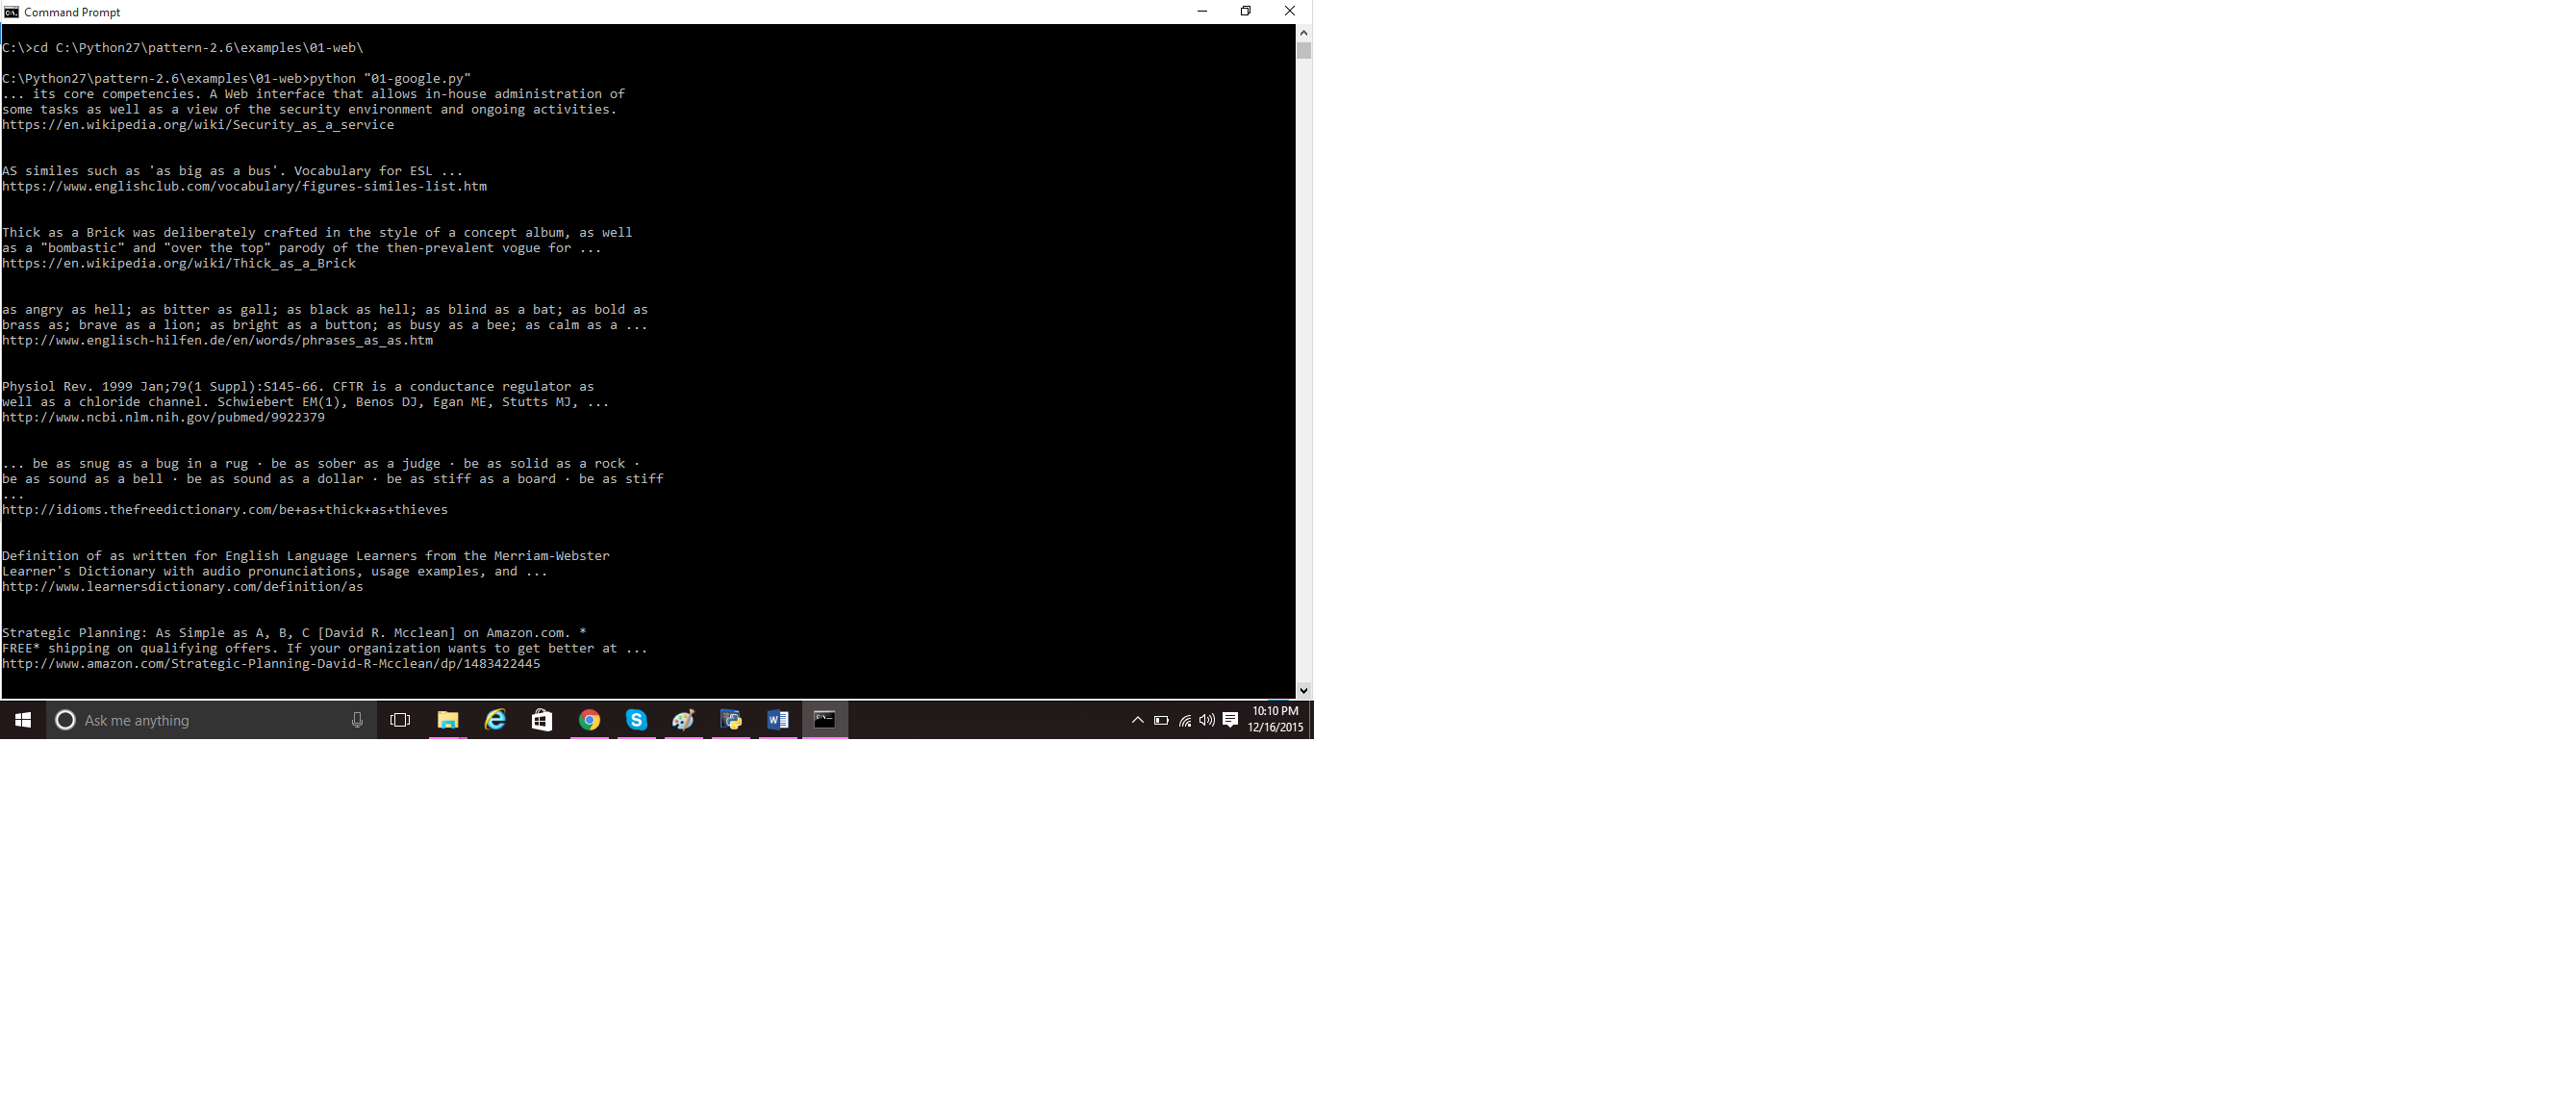 Command Prompt
C:\>cd C:\Python27\pattern-2.6\examples\01-web\
C:\Python27\pattern-2.6\examples\01-web>python "01-google.py"
... its core competencies. A Web interface that allows in-house administration of
some tasks as well as a view of the security environment and ongoing activities.
https://en.wikipedia.org/wiki/Security_as_a_service
AS similes such as 'as big as a bus'. Vocabulary for ESL ...
https://www.englishclub.com/vocabulary/figures-similes-list.htm
Thick as a Brick was deliberately crafted in the style of a concept album, as well
as a "bombastic" and "over the top" parody of the then-prevalent vogue for ...
https://en.wikipedia.org/wiki/Thick_as_a_Brick
as angry as hell; as bitter as gall; as black as hell; as blind as a bat; as bold as
brass as; brave as a lion; as bright as a button; as busy as a bee; as calm as a ...
http://www.englisch-hilfen.de/en/words/phrases_as_as.htm
Physiol Rev. 1999 Jan;79(1 Suppl):S145-66. CFTR is a conductance regulator as
well as a chloride channel. Schwiebert EM(1), Benos DJ, Egan ME, Stutts MJ, ...
http://www.ncbi.nlm.nih.gov/pubmed/9922379
... be as snug as a bug in a rug · be as sober as a judge · be as solid as a rock ·
be as sound as a bell · be as sound as a dollar · be as stiff as a board · be as stiff
...
http://idioms.thefreedictionary.com/be+as+thick+as+thieves
Definition of as written for English Language Learners from the Merriam-Webster
Learner's Dictionary with audio pronunciations, usage examples, and ...
http://www.learnersdictionary.com/definition/as
Strategic Planning: As Simple as A, B, C [David R. Mcclean] on Amazon.com. *
FREE* shipping on qualifying offers. If your organization wants to get better at ...
http://www.amazon.com/Strategic-Planning-David-R-Mcclean/dp/1483422445
Ask me anything
10:10 PM
12/16/2015